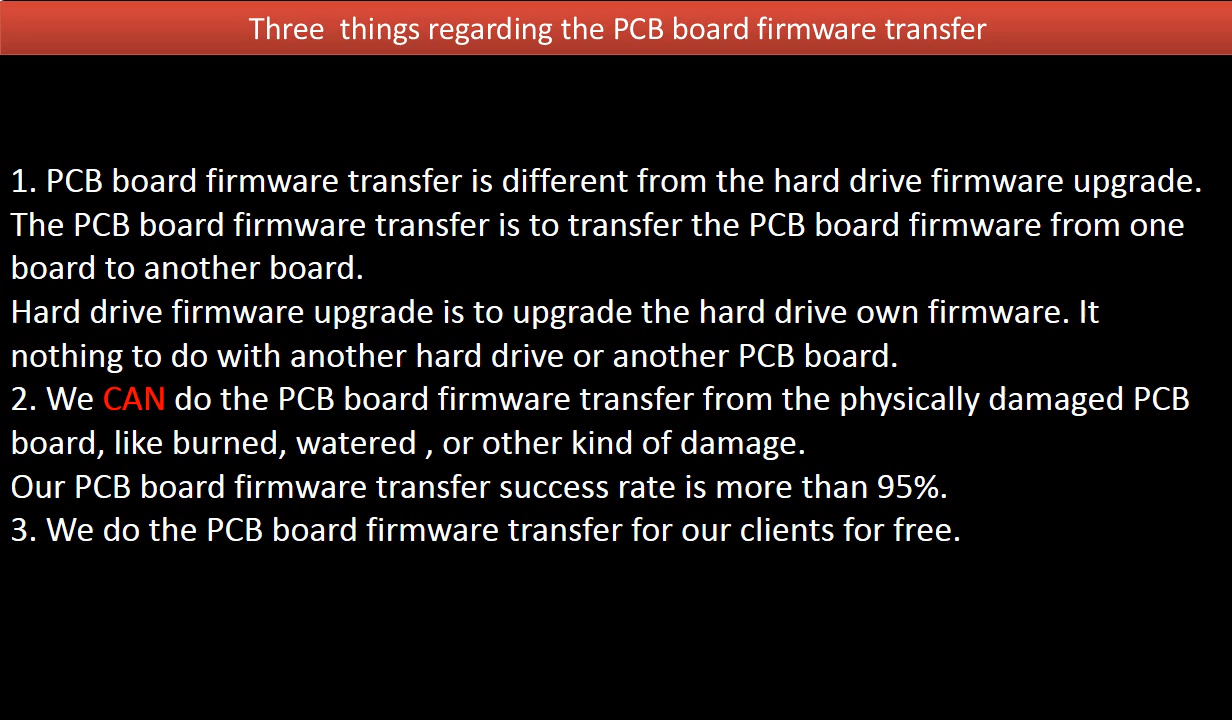 Three  things regarding the PCB board firmware transfer
1. PCB board firmware transfer is different from the hard drive firmware upgrade.
The PCB board firmware transfer is to transfer the PCB board firmware from one
board to another board.
Hard drive firmware upgrade is to upgrade the hard drive own firmware. It
nothing to do with another hard drive or another PCB board.
2. We CAN do the PCB board firmware transfer from the physically damaged PCB
board, like burned, watered , or other kind of damage.
Our PCB board firmware transfer success rate is more than 95%.
3. We do the PCB board firmware transfer for our clients for free.